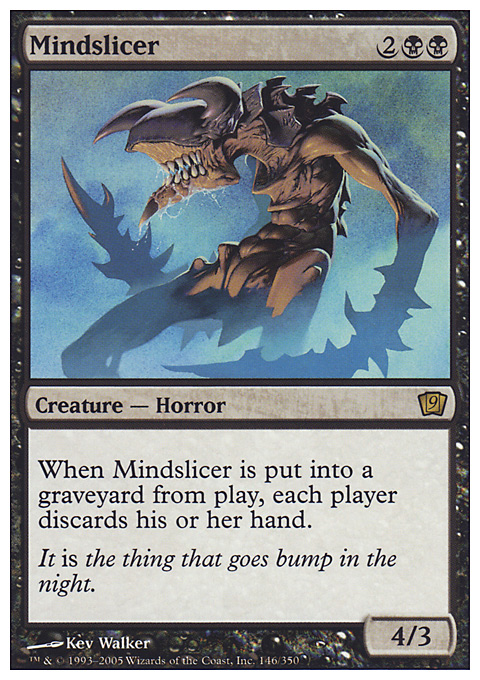 Mindslicer 2
Creature — Horror 9
When Mindslicer is put into a
graveyard from play, each player
discards his or her hand.
It is the thing that goes bump in the
night.
4/3
Kev Walker
™ & © 1993–2005 Wizards of the Coast, Inc. 146/350